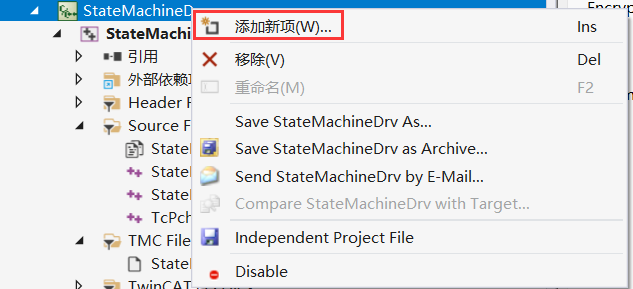 StateMachineD
StateMachi
引用
外部依赖
Header F
Source F
State
State
State
TcPch
TMC File
State
TwinCAT
添加新项(W)... Ins
移除(V) Del
重命名(M) F2
Save StateMachineDrv As...
Save StateMachineDrv as Archive...
Send StateMachineDrv by E-Mail...
Compare StateMachineDrv with Target...
Independent Project File
Disable
Encryp